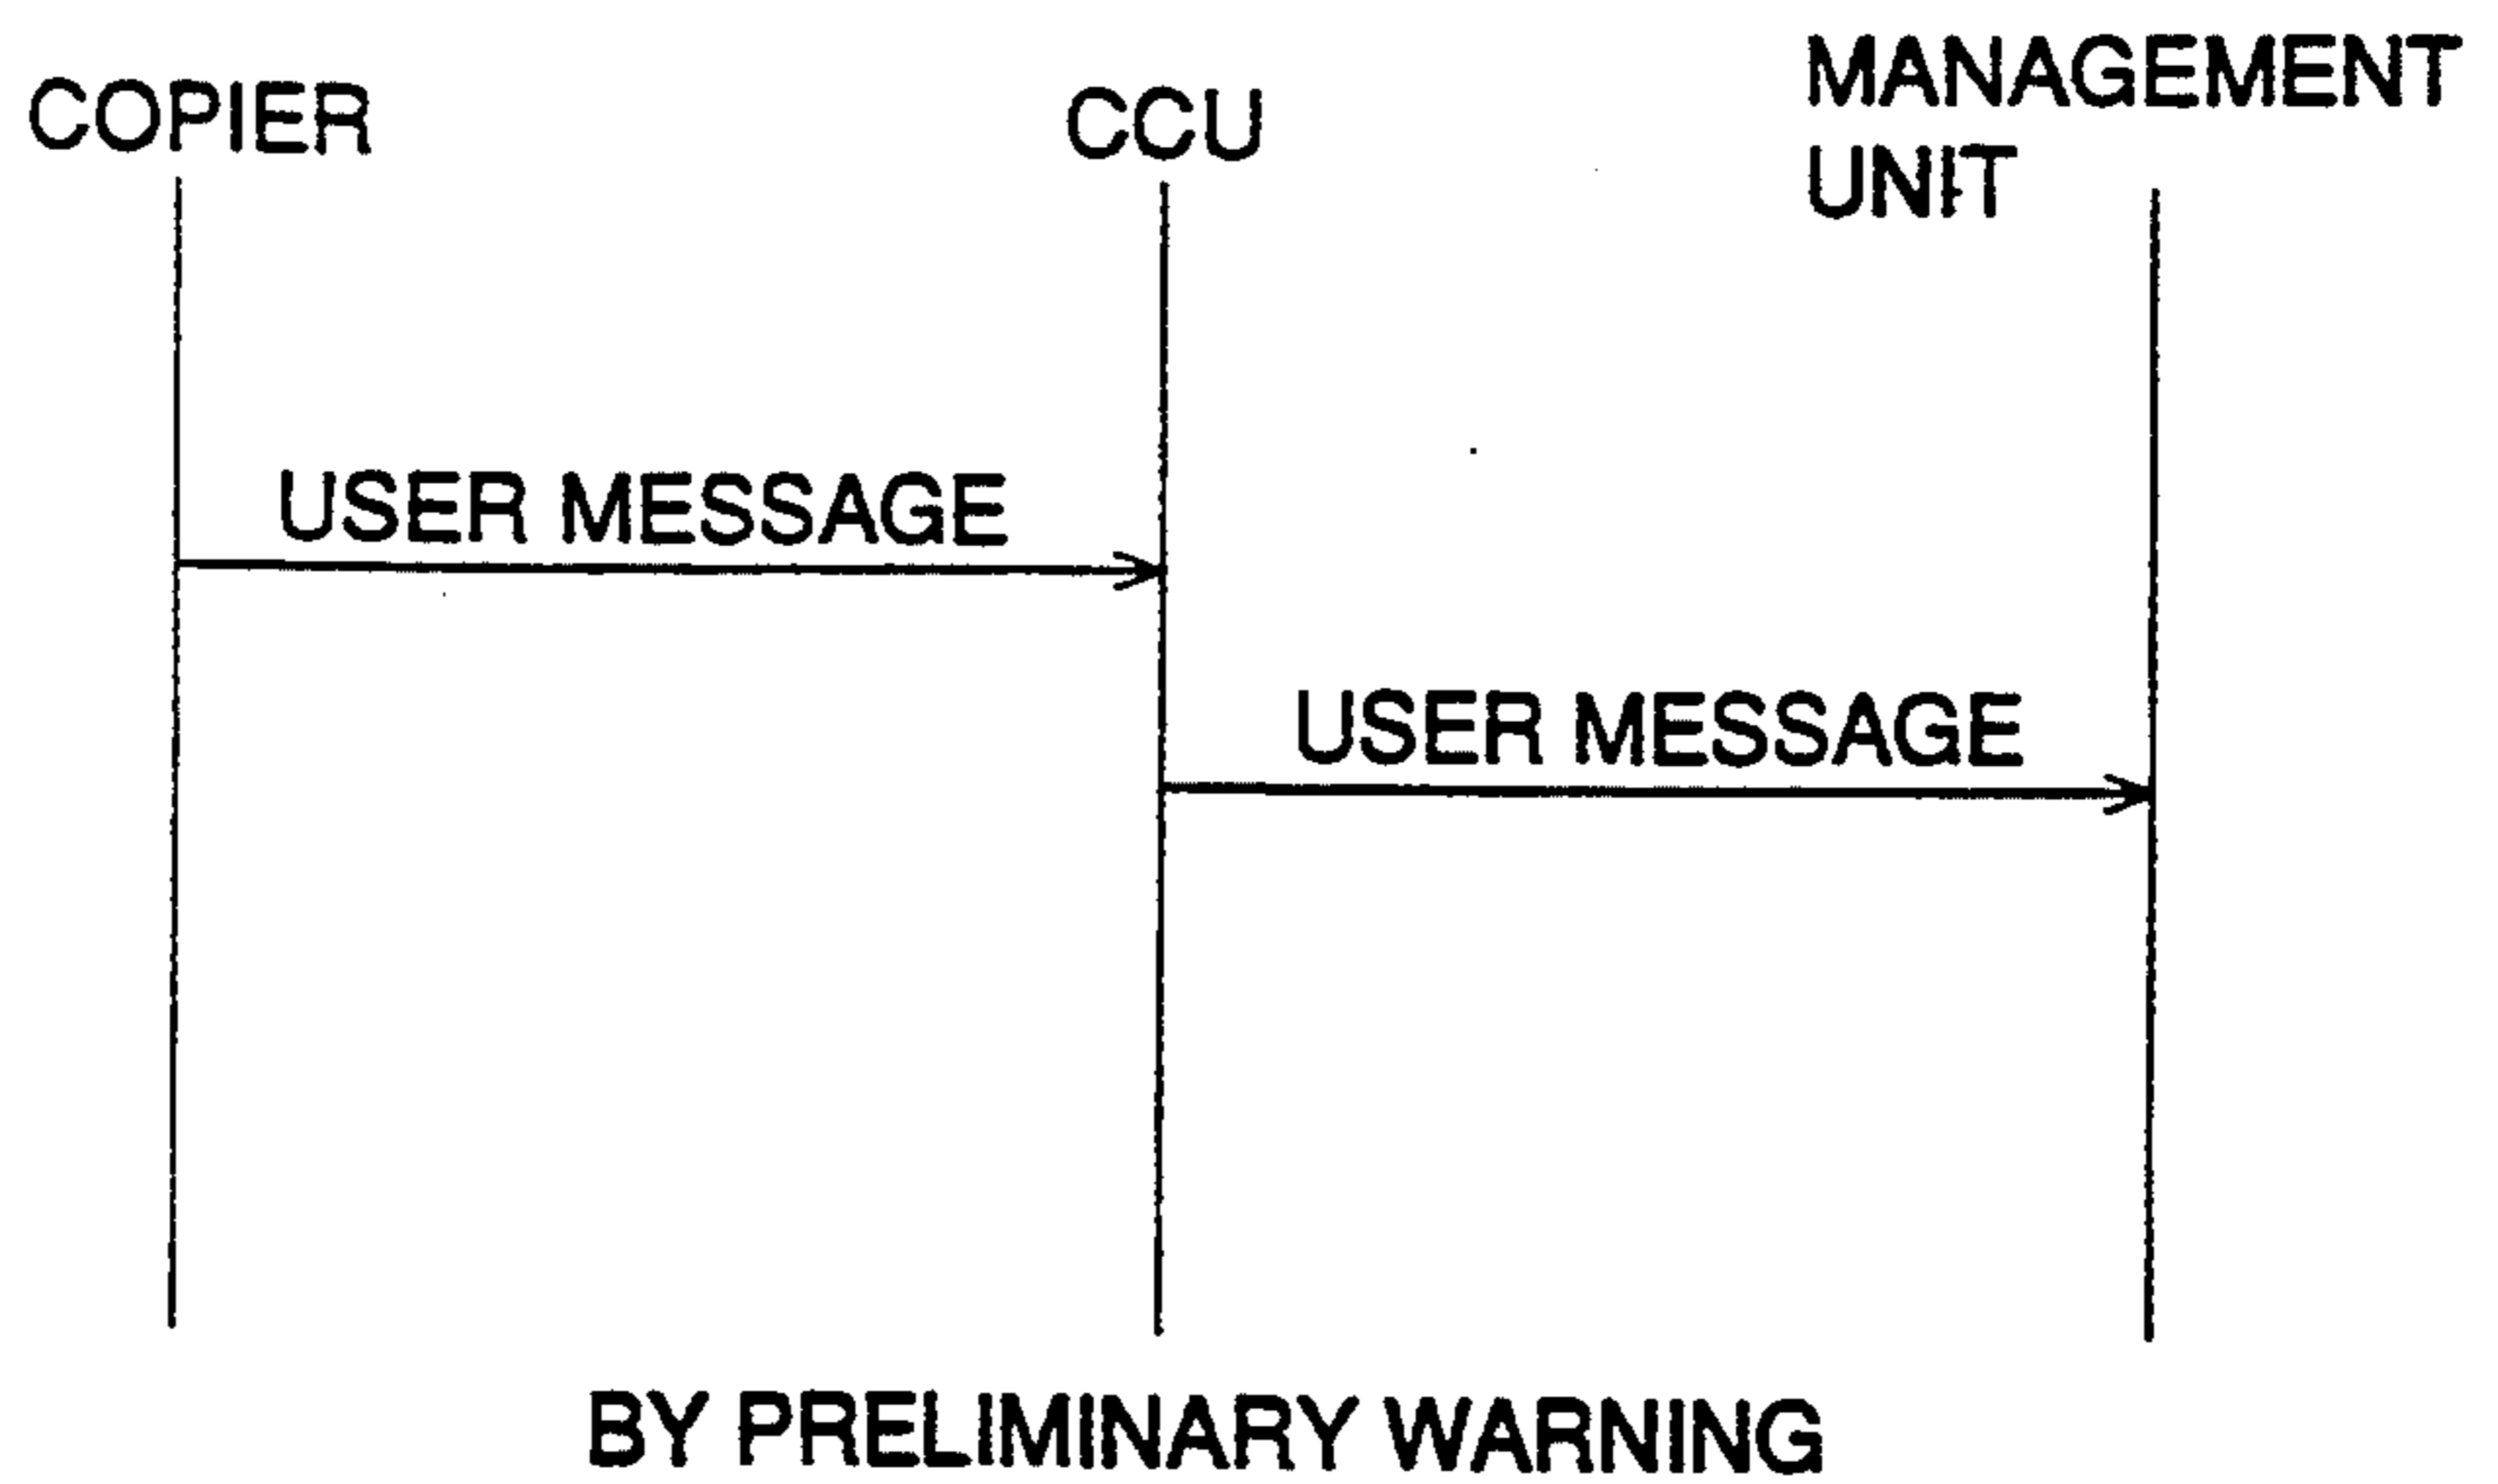 COPIER
CCU
MANAGEMENT
UNIT
USER MESSAGE
USER MESSAGE
BY PRELIMINARY WARNING